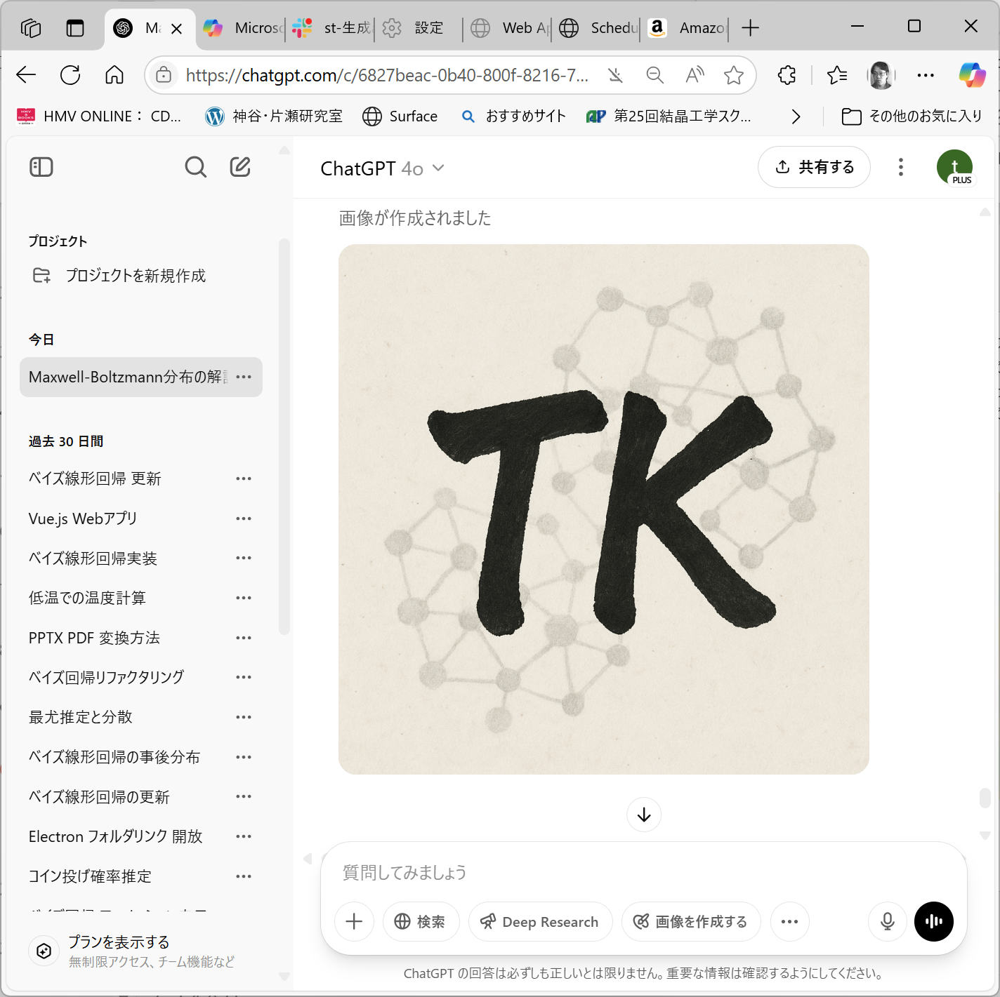 M
Microso
st-生成
設定
Web Ap
Schedu
Amazo
https://chatgpt.com/c/6827beac-0b40-800f-8216-7...
HMV ONLINE： CD...
神谷・片瀬研究室
Surface
おすすめサイト
第25回結晶工学スク...
その他のお気に入り
ChatGPT 4o
共有する
t
PLUS
プロジェクト
プロジェクトを新規作成
今日
Maxwell-Boltzmann分布の解
過去 30 日間
ベイズ線形回帰 更新
Vue.js Webアプリ
ベイズ線形回帰実装
低温での温度計算
PPTX PDF 変換方法
ベイズ回帰リファクタリング
最尤推定と分散
ベイズ線形回帰の事後分布
ベイズ線形回帰の更新
Electron フォルダリンク 開放
コイン投げ確率推定
プランを表示する
無制限アクセス、チーム機能など
画像が作成されました
TK
質問してみましょう
検索
Deep Research
画像を作成する
ChatGPT の回答は必ずしも正しいとは限りません。重要な情報は確認するようにしてください。